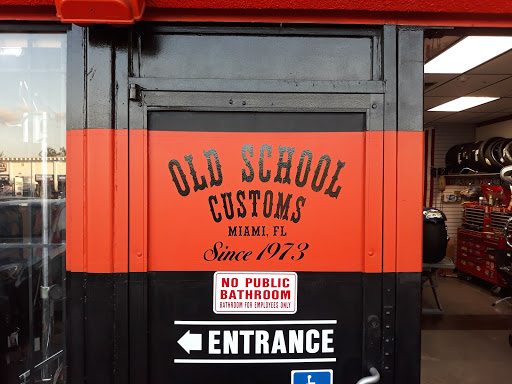 OLD SCHOOL
CUSTOMS
MIAMI, FL
Since 1973
NO PUBLIC
BATHROOM
BATHROOM FOR EMPLOYEES ONLY
ENTRANCE